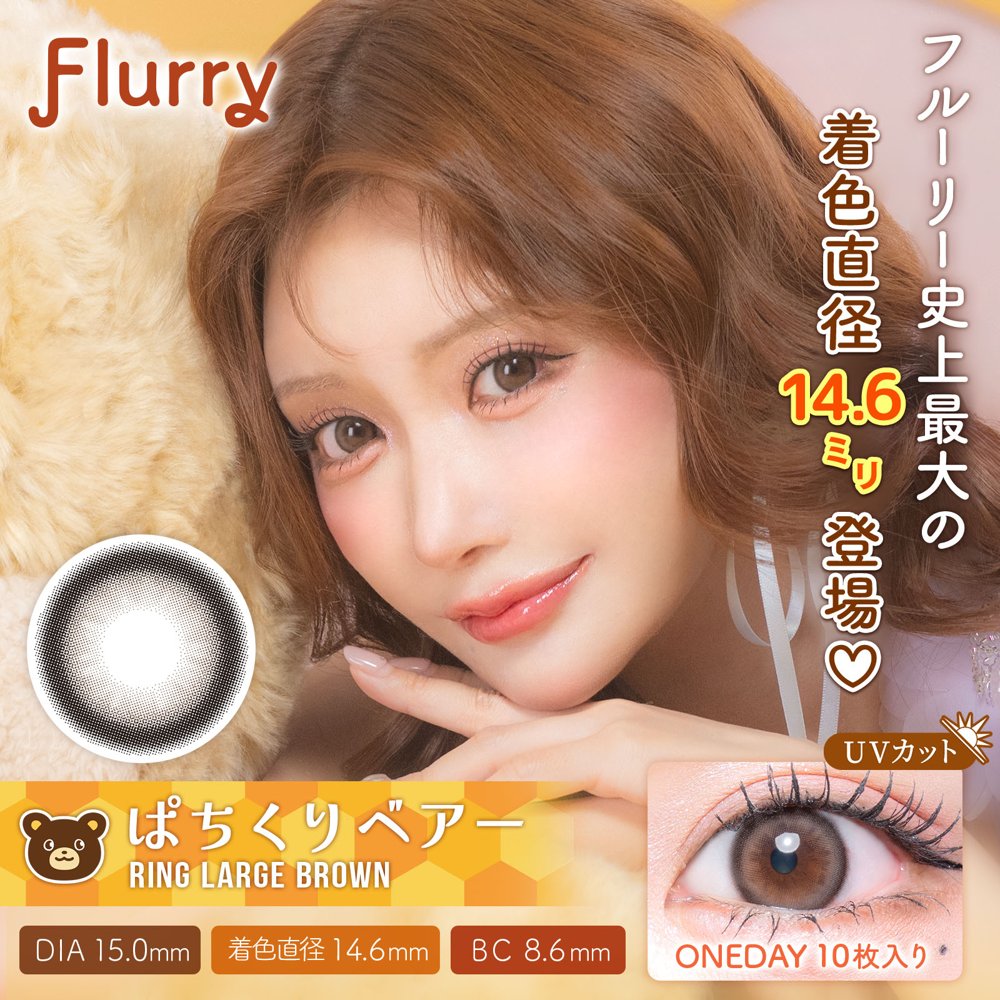 Flurry
フルーリー史上最大の
着色直径14.6ミリ登場♡
UVカット
ぱちくりベアー
RING LARGE BROWN
DIA 15.0mm
着色直径 14.6mm
BC 8.6mm
ONEDAY 10枚入り